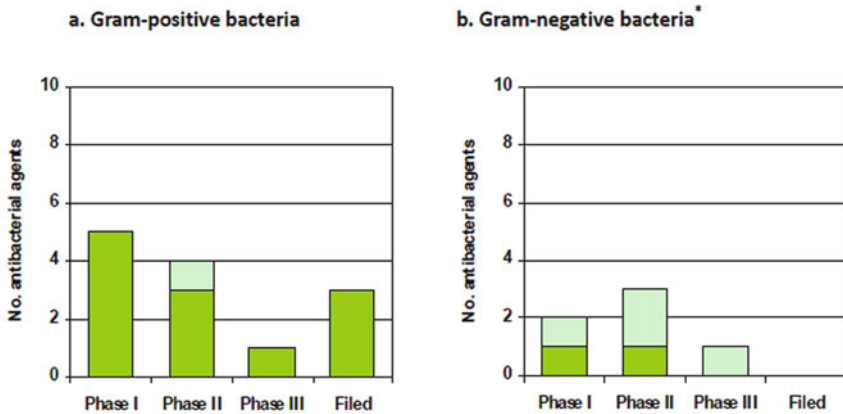 a. Gram-positive bacteria
No. antibacterial agents
10
8
6
4
2
0
Phase I Phase II Phase III Filed
b. Gram-negative bacteria*
No. antibacterial agents
10
8
6
4
2
0
Phase I Phase II Phase III Filed